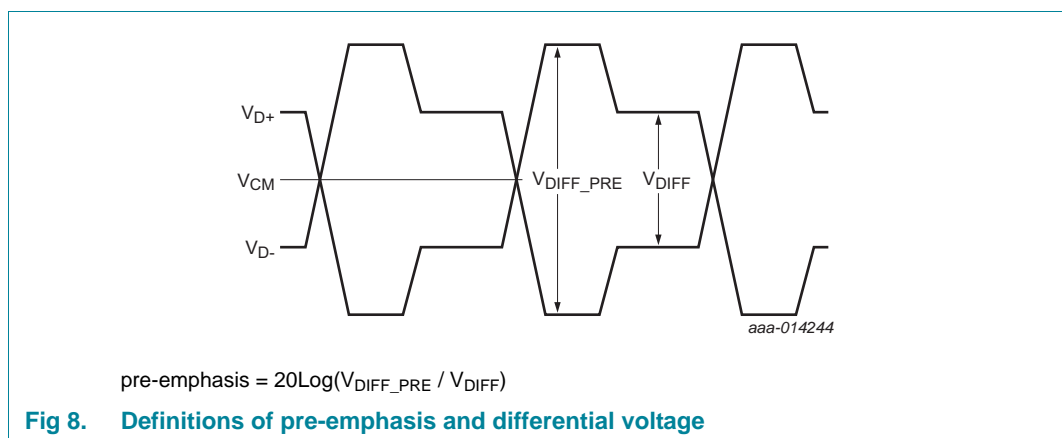 V_D+
V_CM
V_DIFF_PRE V_DIFF
V_D-
aaa-014244
pre-emphasis = 20Log(V_DIFF_PRE / V_DIFF)
Fig 8. Definitions of pre-emphasis and differential voltage